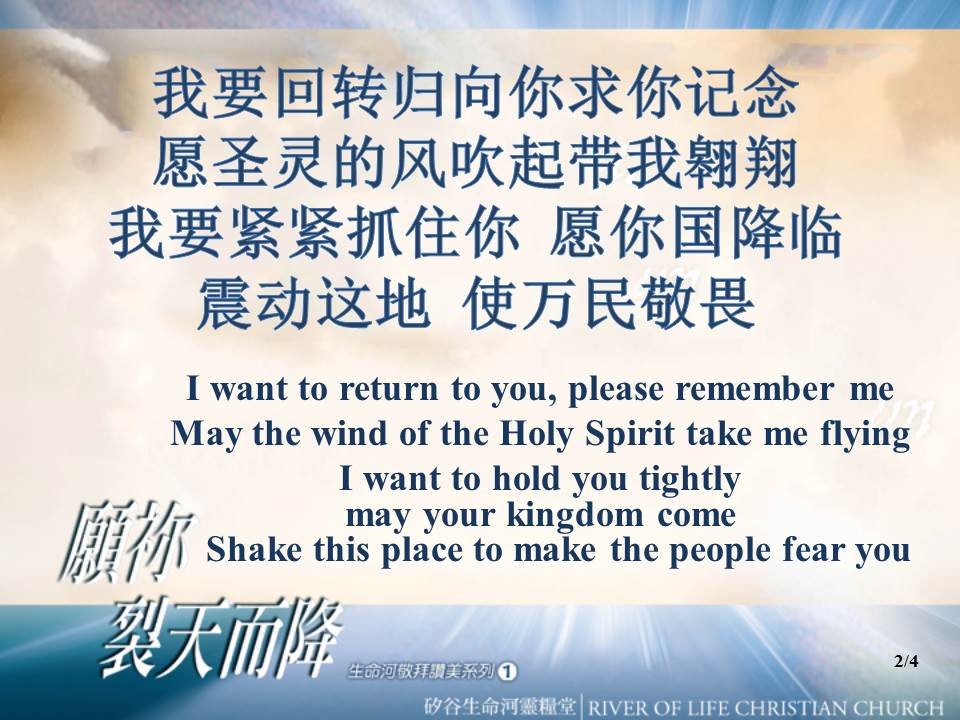 我要回转归向你求你记念
愿圣灵的风吹起带我翱翔
我要紧紧抓住你 愿你国降临
震动这地 使万民敬畏
I want to return to you, please remember me
May the wind of the Holy Spirit take me flying
I want to hold you tightly
may your kingdom come
Shake this place to make the people fear you
願祢
裂天而降
生命河敬拜讚美系列1
2/4
矽谷生命河靈糧堂 | RIVER OF LIFE CHRISTIAN CHURCH